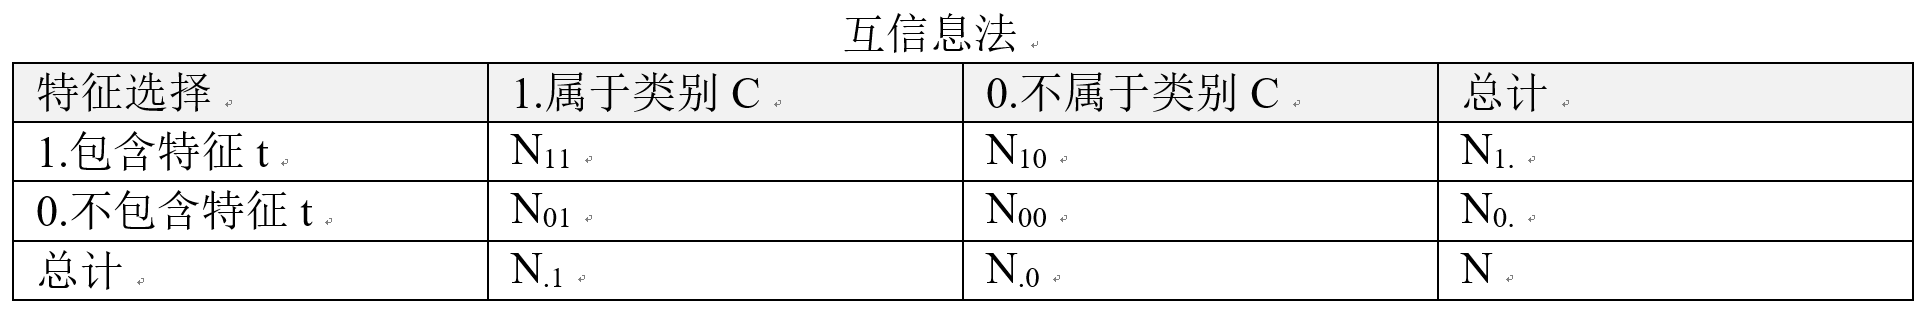 互信息法
特征选择 1.属于类别 C 0.不属于类别 C 总计
1.包含特征 t N₁₁ N₁₀ N₁.
0.不包含特征 t N₀₁ N₀₀ N₀.
总计 N.₁ N.₀ N